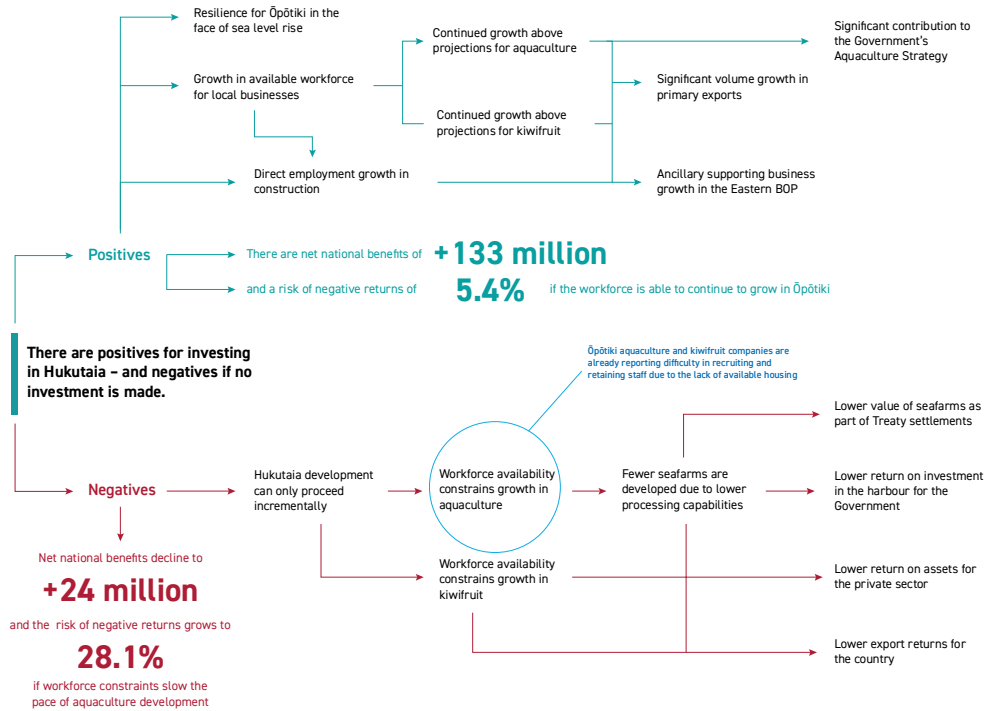 Resilience for Ōpōtiki in the
face of sea level rise
Growth in available workforce
for local businesses
Continued growth above
projections for aquaculture
Continued growth above
projections for kiwifruit
Direct employment growth in
construction
Significant contribution to
the Government's
Aquaculture Strategy
Significant volume growth in
primary exports
Ancillary supporting business
growth in the Eastern BOP
Positives
There are net national benefits of +133 million
and a risk of negative returns of 5.4% if the workforce is able to continue to grow in Ōpōtiki
There are positives for investing
in Hukutaia – and negatives if no
investment is made.
Ōpōtiki aquaculture and kiwifruit companies are
already reporting difficulty in recruiting and
retaining staff due to the lack of available housing
Negatives
Hukutaia development
can only proceed
incrementally
Workforce availability
constrains growth in
aquaculture
Fewer seafarms are
developed due to lower
processing capabilities
Workforce availability
constrains growth in
kiwifruit
Lower value of seafarms as
part of Treaty settlements
Lower return on investment
in the harbour for the
Government
Lower return on assets for
the private sector
Lower export returns for
the country
Net national benefits decline to
+24 million
and the risk of negative returns grows to
28.1%
if workforce constraints slow the
pace of aquaculture development